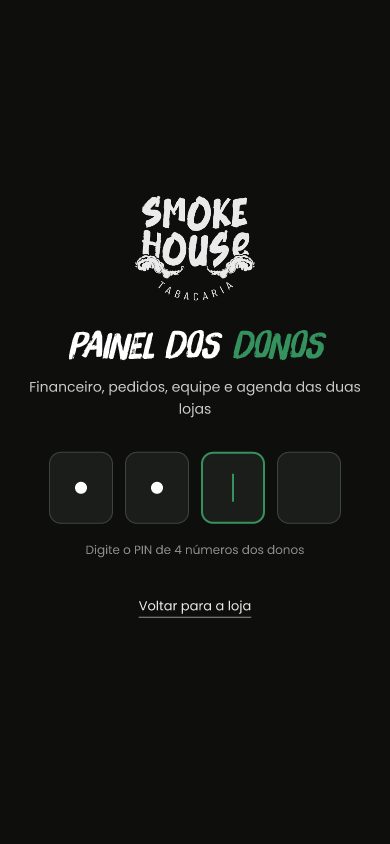 SMOKE
HOUSE
TABACARIA
PAINEL DOS DONOS
Financeiro, pedidos, equipe e agenda das duas
lojas
Digite o PIN de 4 números dos donos
Voltar para a loja